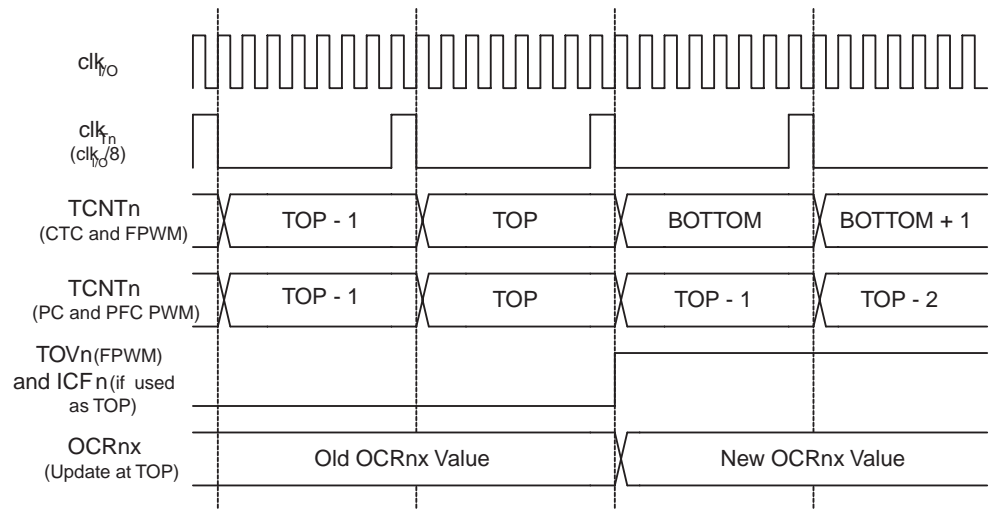 clkI/O
clkTn
(clkI/O/8)
TCNTn
(CTC and FPWM)
TOP - 1
TOP
BOTTOM
BOTTOM + 1
TCNTn
(PC and PFC PWM)
TOP - 1
TOP
TOP - 1
TOP - 2
TOVn (FPWM)
and ICFn (if used
as TOP)
OCRnx
(Update at TOP)
Old OCRnx Value
New OCRnx Value